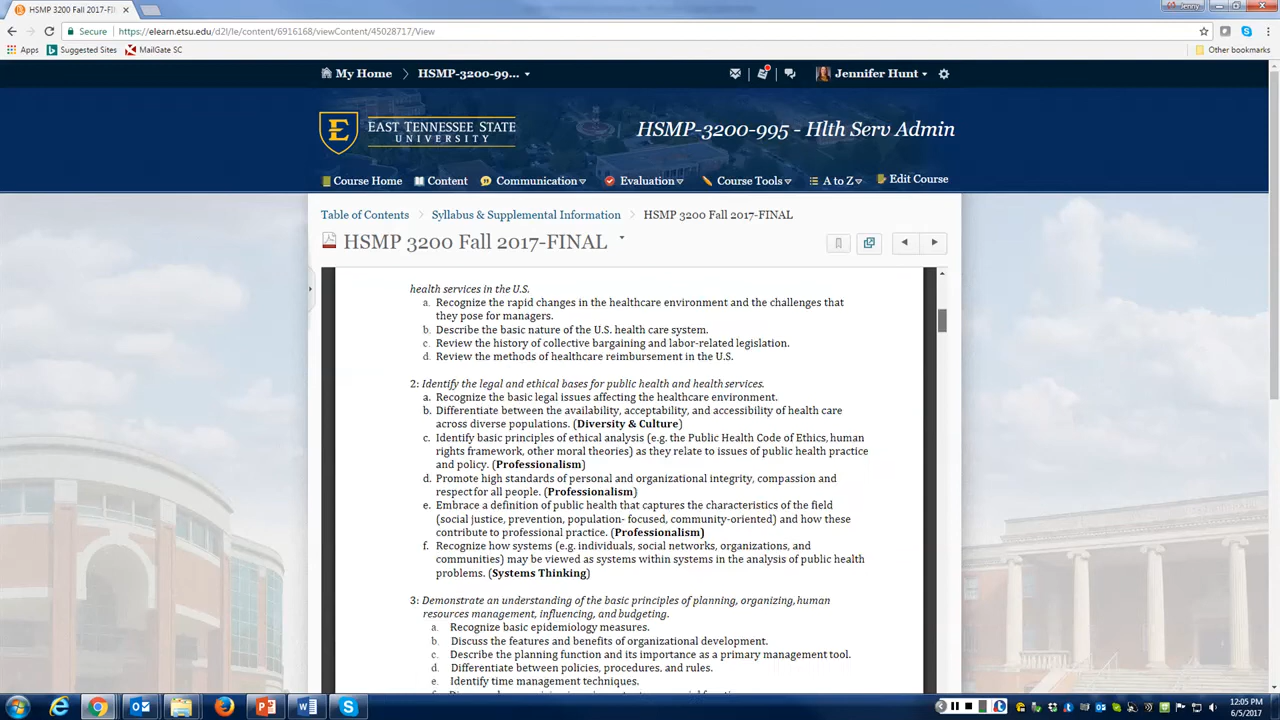 HSMP 3200 Fall 2017-FI
Jenny
Secure
https://elearn.etsu.edu/d2l/le/content/6916168/viewContent/45028717/View
Apps
Suggested Sites
MailGate SC
Other bookmarks
My Home
HSMP-3200-99...
Jennifer Hunt
EAST TENNESSEE STATE
UNIVERSITY
HSMP-3200-995 - Hlth Serv Admin
Course Home
Content
Communication
Evaluation
Course Tools
A to Z
Edit Course
Table of Contents
Syllabus & Supplemental Information
HSMP 3200 Fall 2017-FINAL
HSMP 3200 Fall 2017-FINAL
health services in the U.S.
a. Recognize the rapid changes in the healthcare environment and the challenges that
they pose for managers.
b. Describe the basic nature of the U.S. health care system.
c. Review the history of collective bargaining and labor-related legislation.
d. Review the methods of healthcare reimbursement in the U.S.
2: Identify the legal and ethical bases for public health and health services.
a. Recognize the basic legal issues affecting the healthcare environment.
b. Differentiate between the availability, acceptability, and accessibility of health care
across diverse populations. (Diversity & Culture)
c. Identify basic principles of ethical analysis (e.g. the Public Health Code of Ethics, human
rights framework, other moral theories) as they relate to issues of public health practice
and policy. (Professionalism)
d. Promote high standards of personal and organizational integrity, compassion and
respect for all people. (Professionalism)
e. Embrace a definition of public health that captures the characteristics of the field
(social justice, prevention, population- focused, community-oriented) and how these
contribute to professional practice. (Professionalism)
f. Recognize how systems (e.g. individuals, social networks, organizations, and
communities) may be viewed as systems within systems in the analysis of public health
problems. (Systems Thinking)
3: Demonstrate an understanding of the basic principles of planning, organizing, human
resources management, influencing, and budgeting.
a. Recognize basic epidemiology measures.
b. Discuss the features and benefits of organizational development.
c. Describe the planning function and its importance as a primary management tool.
d. Differentiate between policies, procedures, and rules.
e. Identify time management techniques.
12:05 PM
6/5/2017